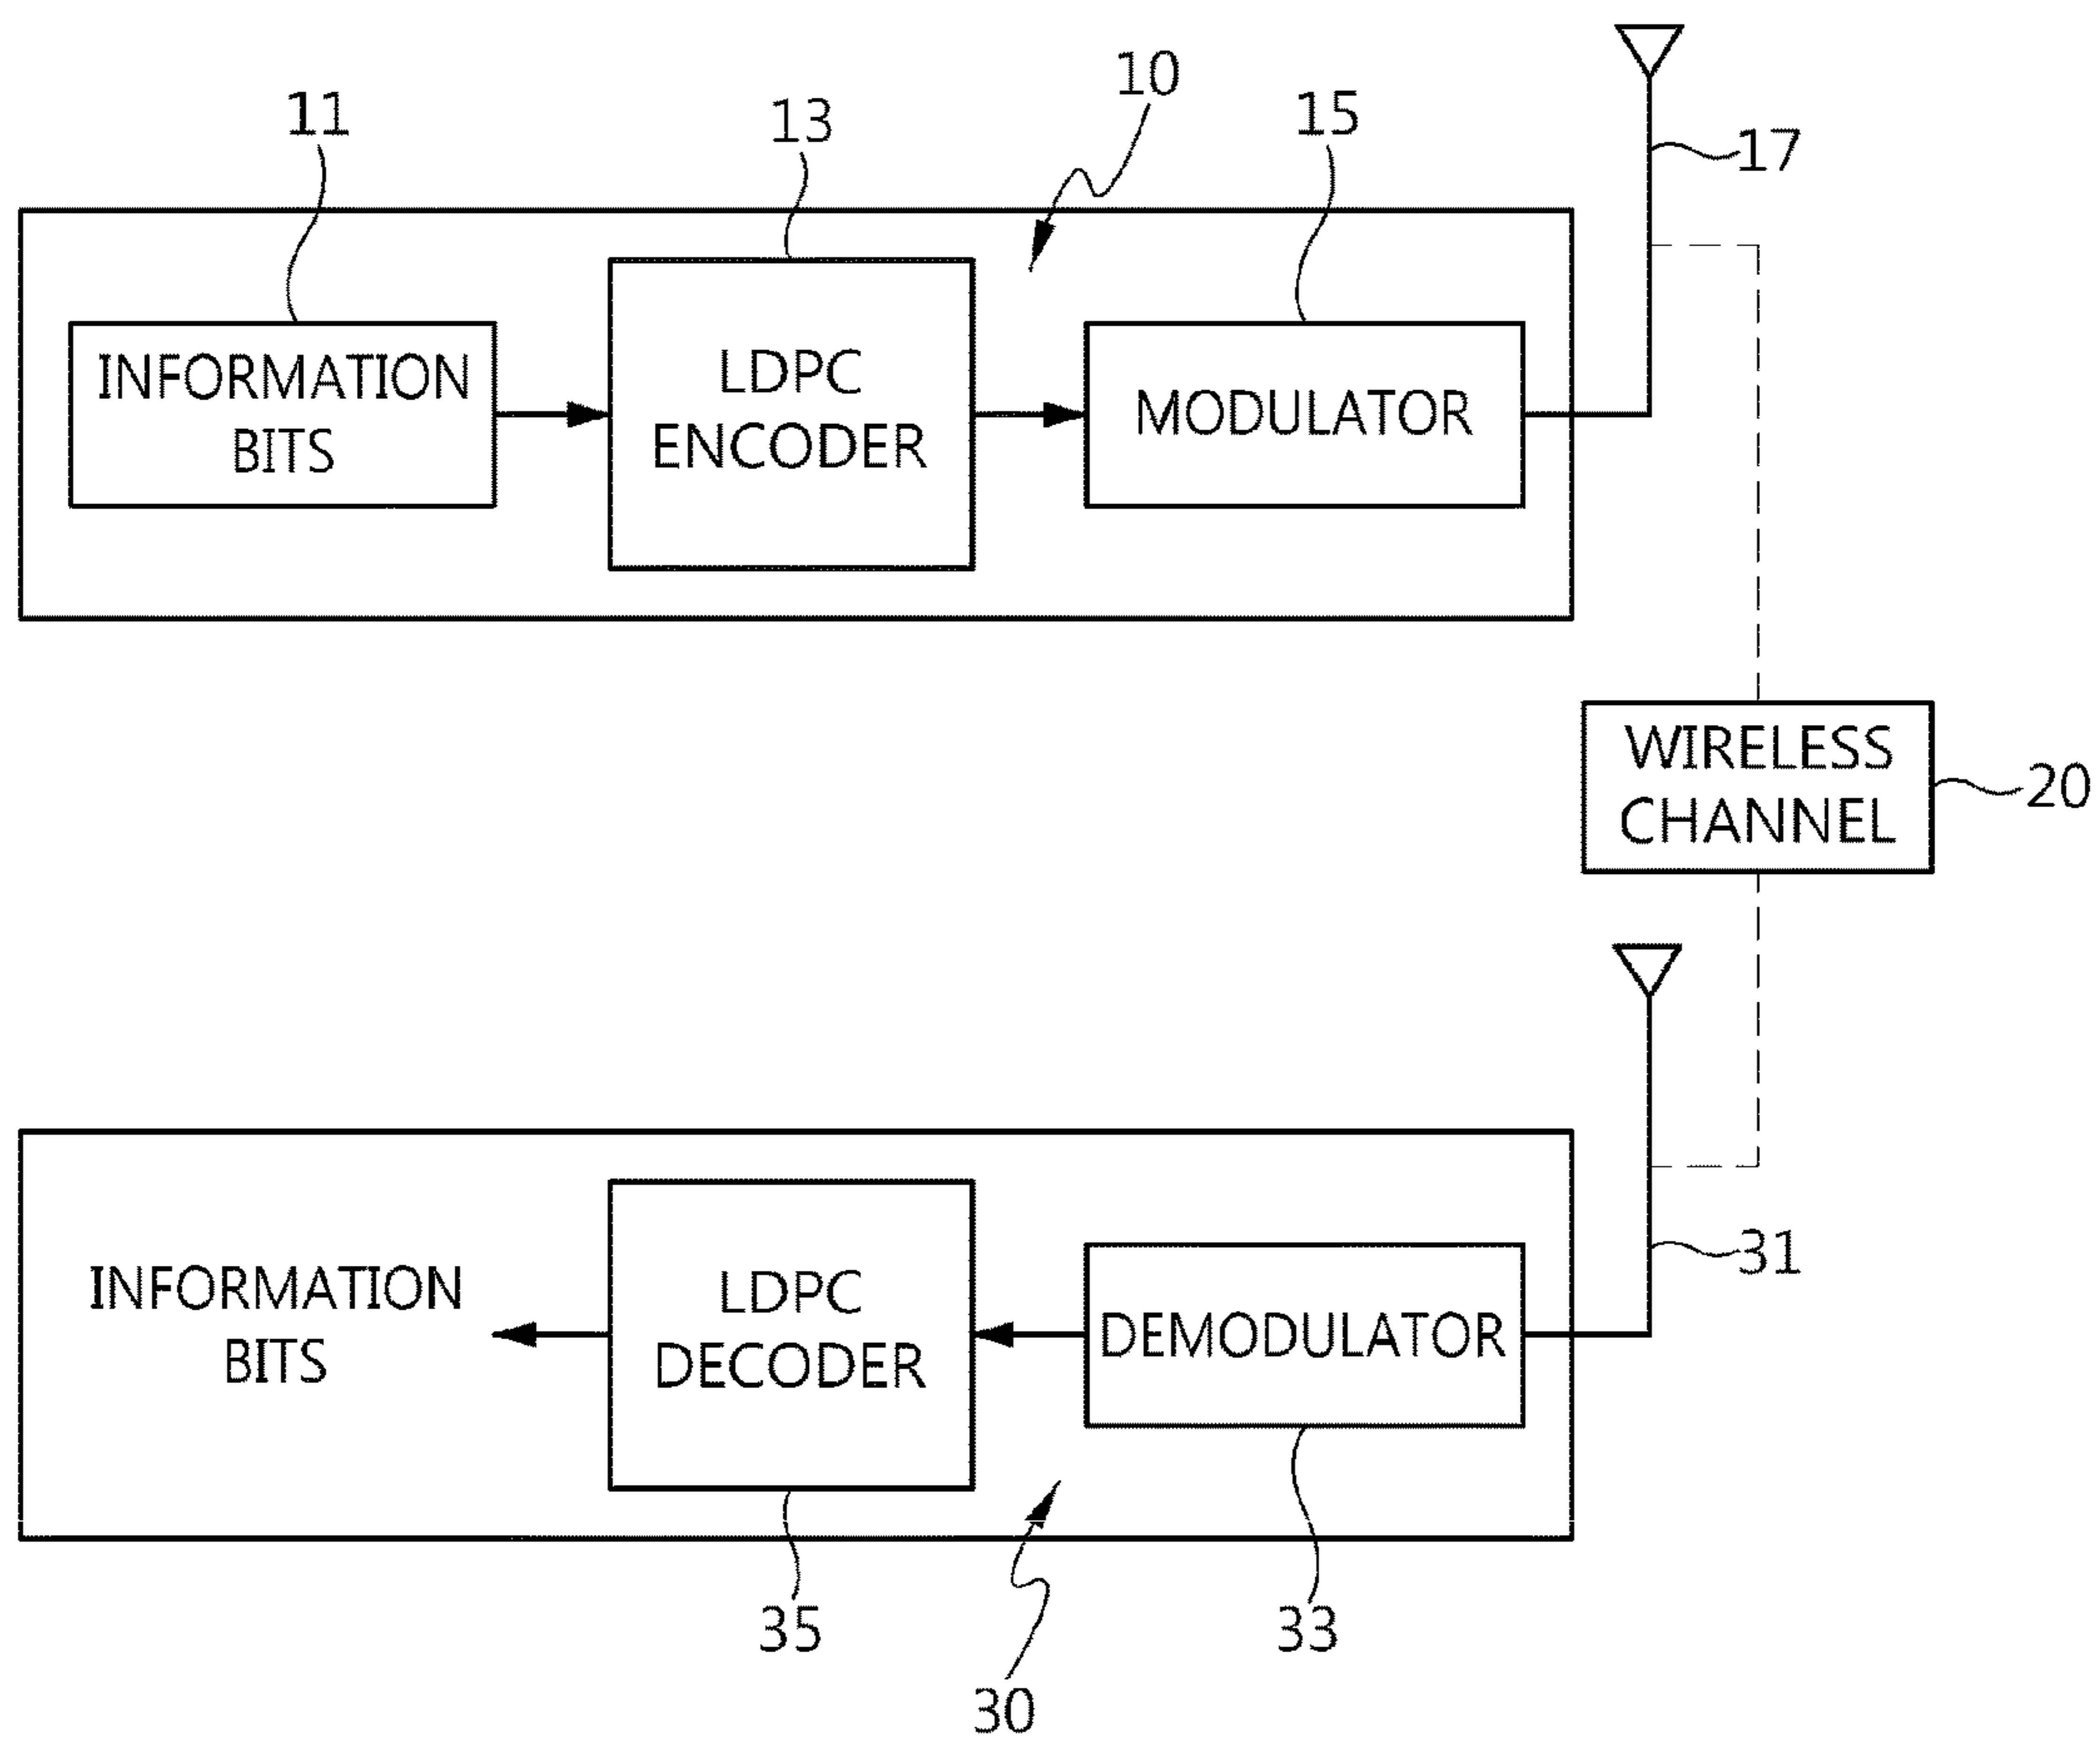 10
11
13
15
17
INFORMATION
BITS
LDPC
ENCODER
MODULATOR
WIRELESS
CHANNEL
20
31
INFORMATION
BITS
LDPC
DECODER
DEMODULATOR
35
33
30